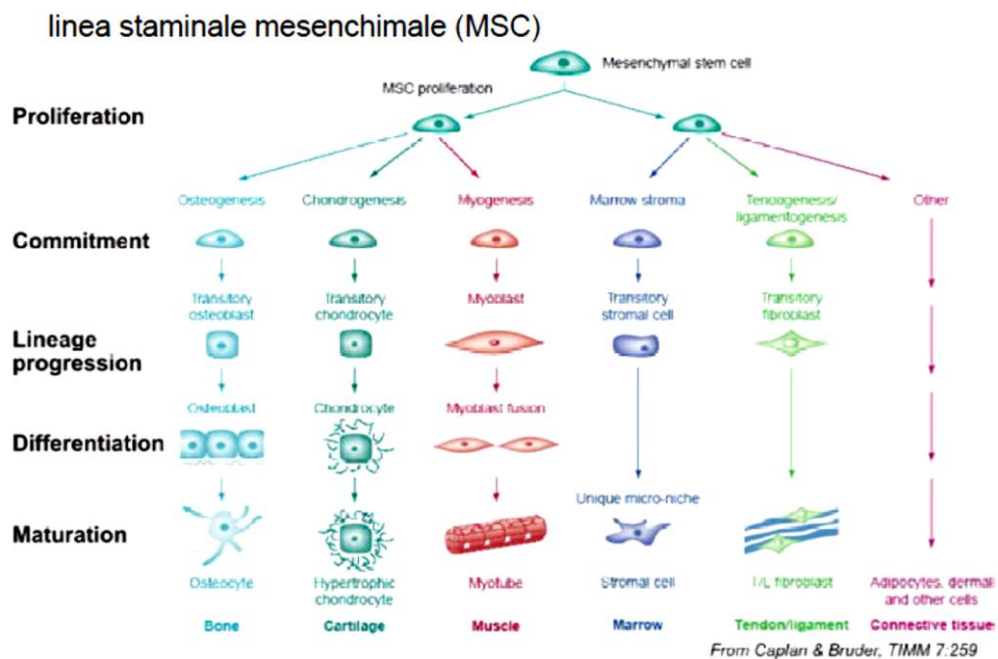 linea staminale mesenchimale (MSC)
Mesenchymal stem cell
MSC proliferation
Proliferation
Osteogenesis
Chondrogenesis
Myogenesis
Marrow stroma
Tendogenesis/
ligamentogenesis
Other
Commitment
Transitory
osteoblast
Transitory
chondrocyte
Myoblast
Transitory
stromal cell
Transitory
fibroblast
Lineage
progression
Osteoblast
Chondrocyte
Myoblast fusion
Differentiation
Unique micro-niche
Maturation
Osteocyte
Hypertrophic
chondrocyte
Myotube
Stromal cell
T/L fibroblast
Adipocytes, dermal
and other cells
Bone
Cartilage
Muscle
Marrow
Tendon/ligament
Connective tissue
From Caplan & Bruder, TIMM 7:259